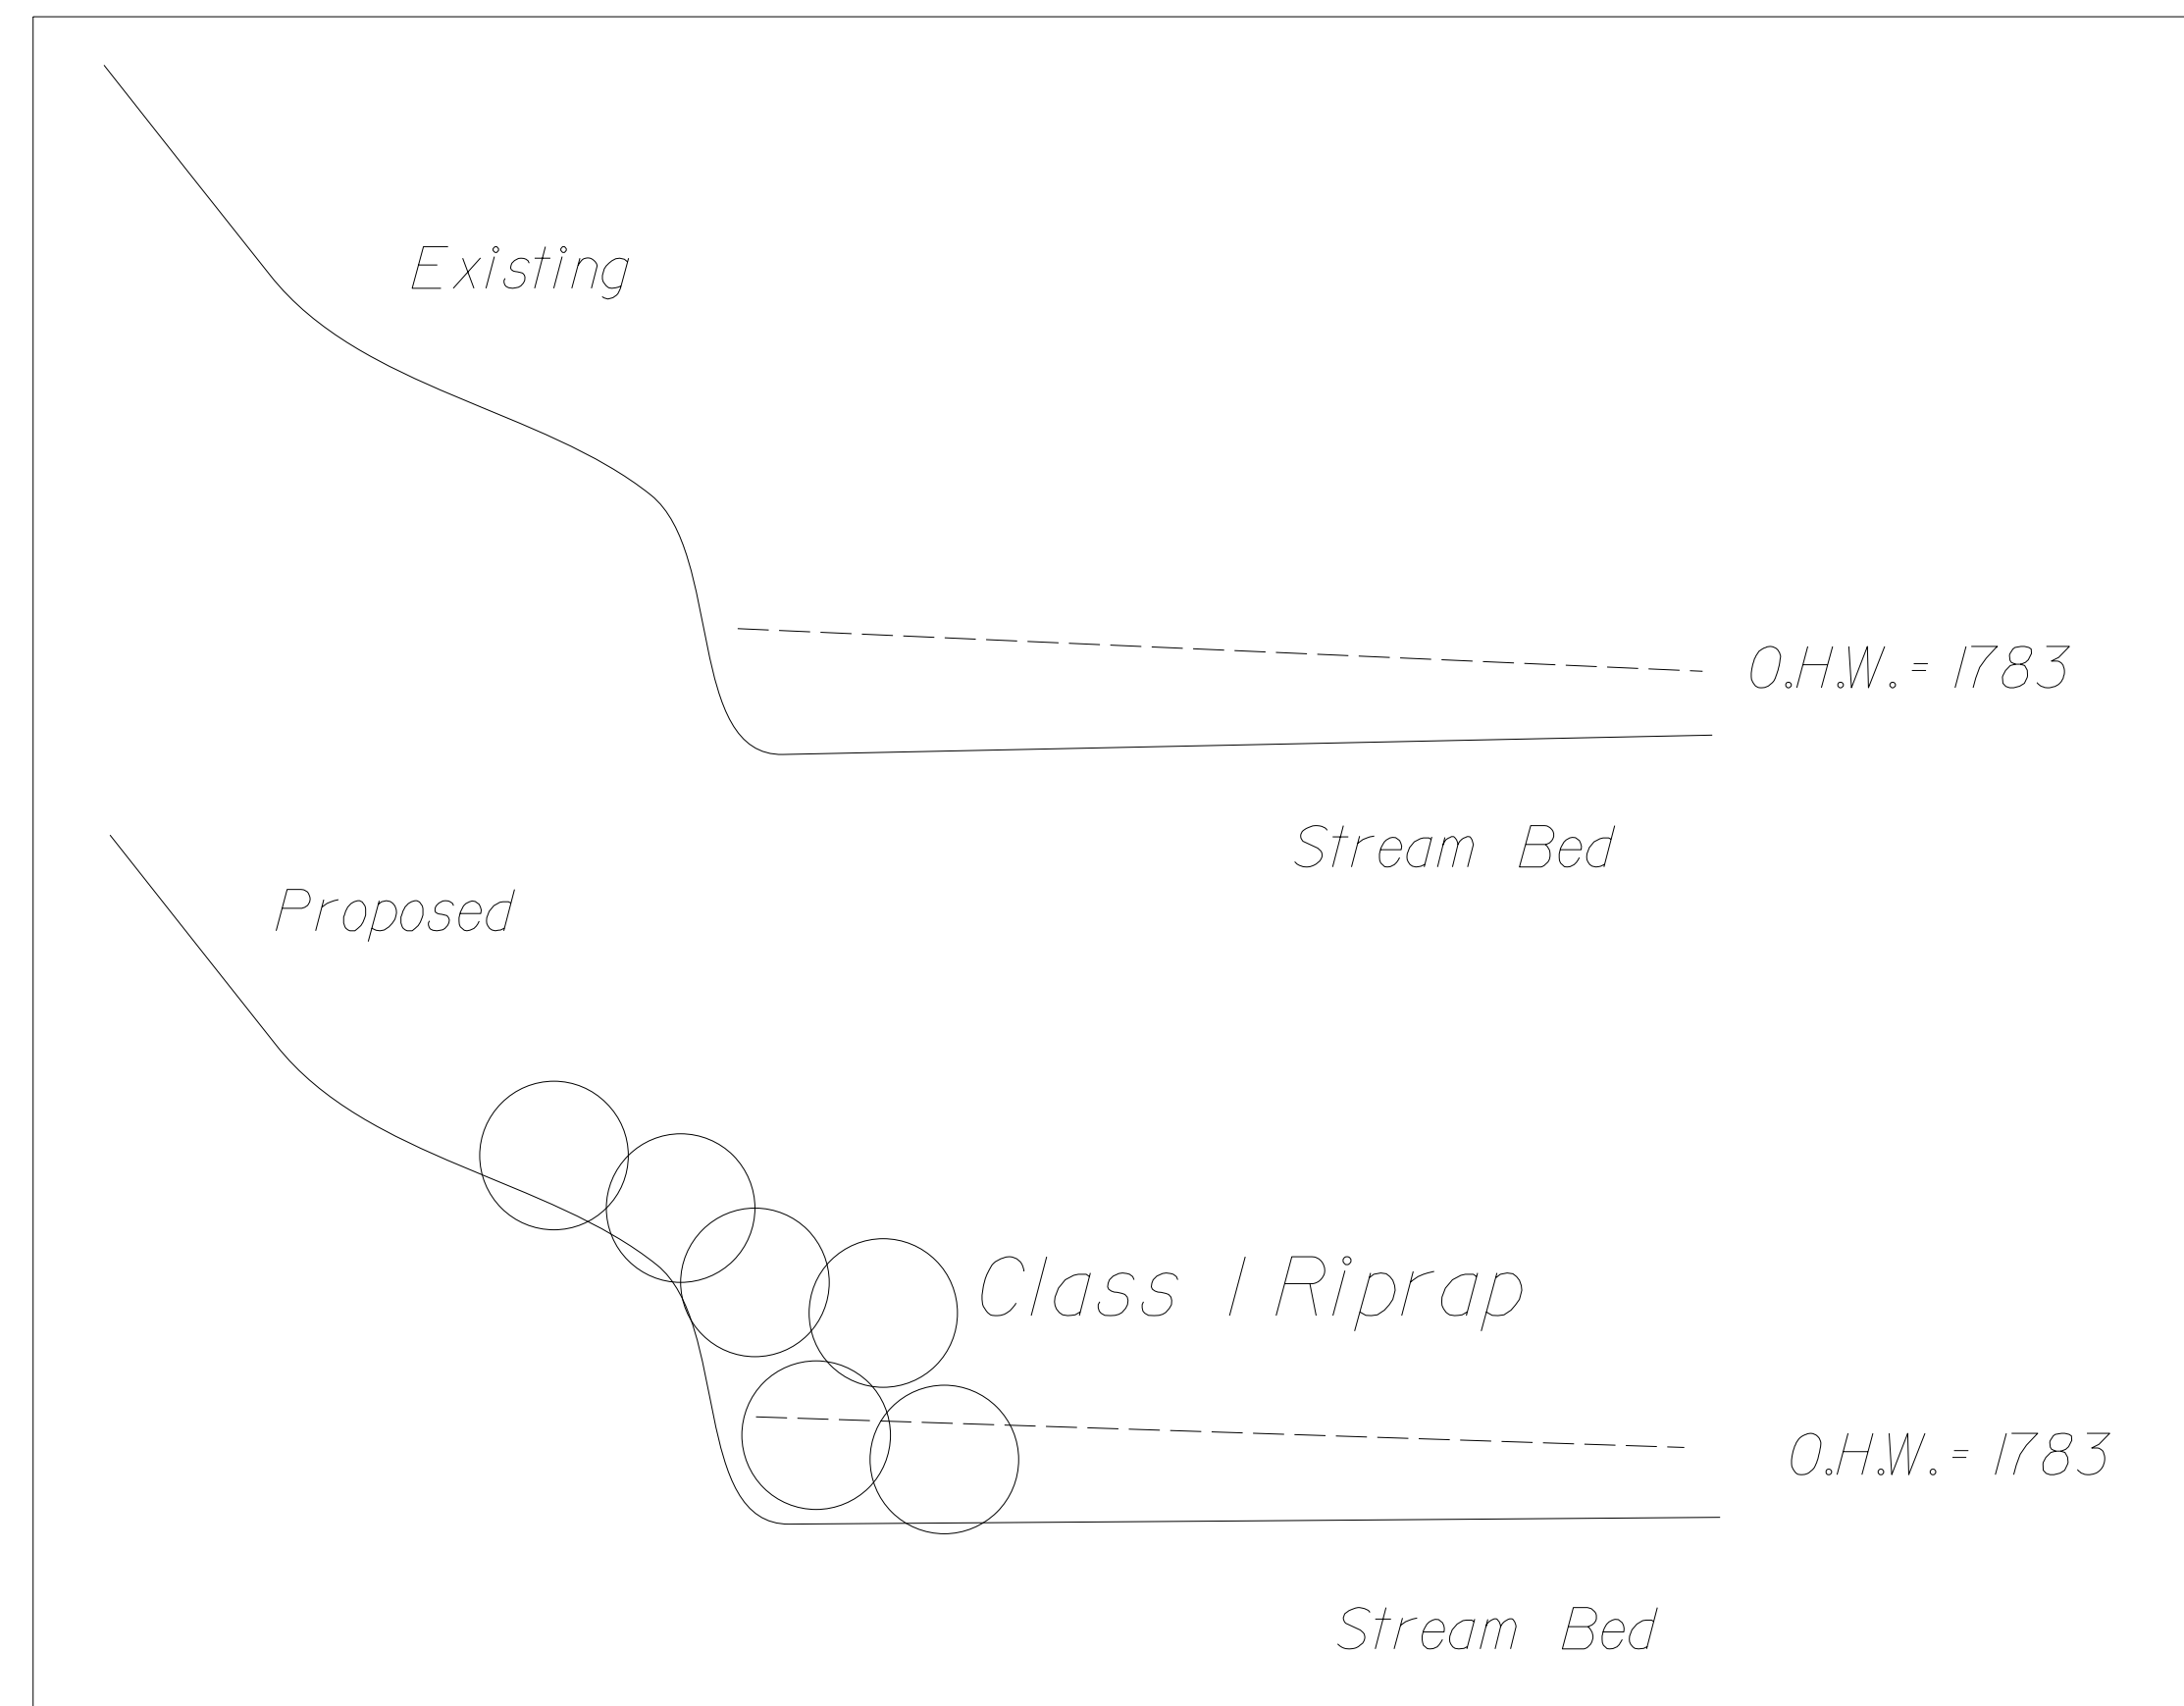 Existing
O.H.W.= 1783
Stream Bed
Proposed
Class I Riprap
O.H.W.= 1783
Stream Bed